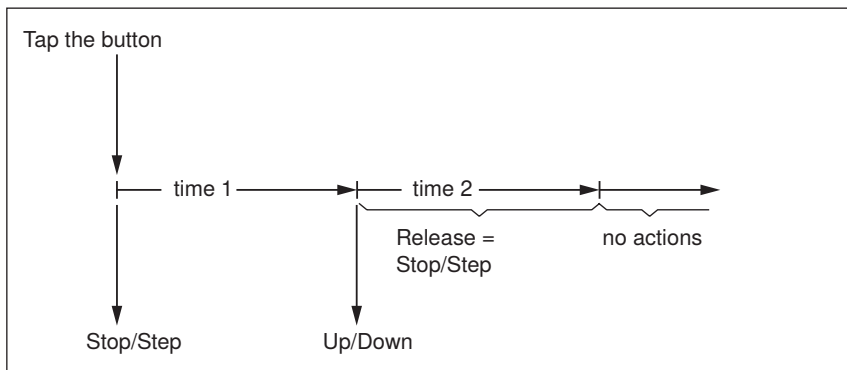 Tap the button
time 1
time 2
Release =
Stop/Step
no actions
Stop/Step
Up/Down